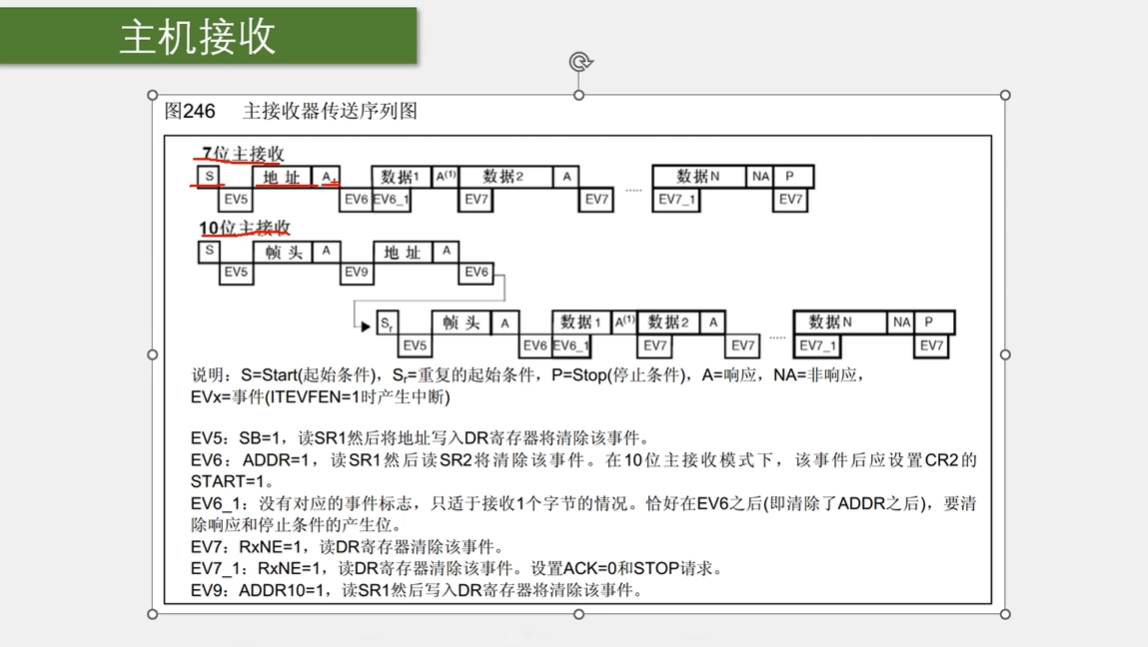 主机接收
图246 主接收器传送序列图
7位主接收
S 地址 A 数据1 A(1) 数据2 A 数据N NA P
EV5 EV6 EV6_1 EV7 EV7 ..... EV7_1 EV7
10位主接收
S 帧头 A 地址 A
EV5 EV9 EV6
Sr 帧头 A 数据1 A(1) 数据2 A 数据N NA P
EV5 EV6 EV6_1 EV7 EV7 ..... EV7_1 EV7
说明：S=Start(起始条件)，Sr=重复的起始条件，P=Stop(停止条件)，A=响应，NA=非响应，
EVx=事件(ITEVFEN=1时产生中断)
EV5：SB=1，读SR1然后将地址写入DR寄存器将清除该事件。
EV6：ADDR=1，读SR1然后读SR2将清除该事件。在10位主接收模式下，该事件后应设置CR2的
START=1。
EV6_1：没有对应的事件标志，只适于接收1个字节的情况。恰好在EV6之后(即清除了ADDR之后)，要清
除响应和停止条件的产生位。
EV7：RxNE=1，读DR寄存器清除该事件。
EV7_1：RxNE=1，读DR寄存器清除该事件。设置ACK=0和STOP请求。
EV9：ADDR10=1，读SR1然后写入DR寄存器将清除该事件。